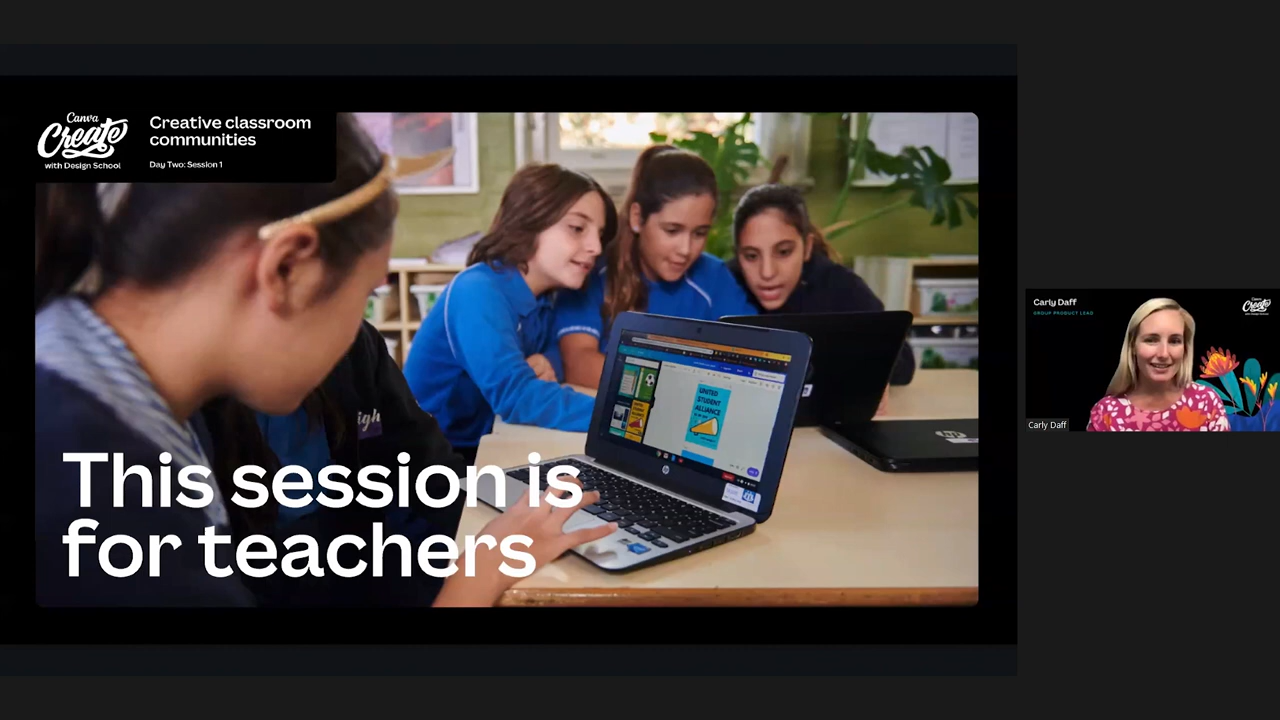 Canva
Create
with Design School
Creative classroom
communities
Day Two: Session 1
UNITED
STUDENT
ALLIANCE
hp
This session is
for teachers
Carly Daff
GROUP PRODUCT LEAD
Canva
Create
Carly Daff